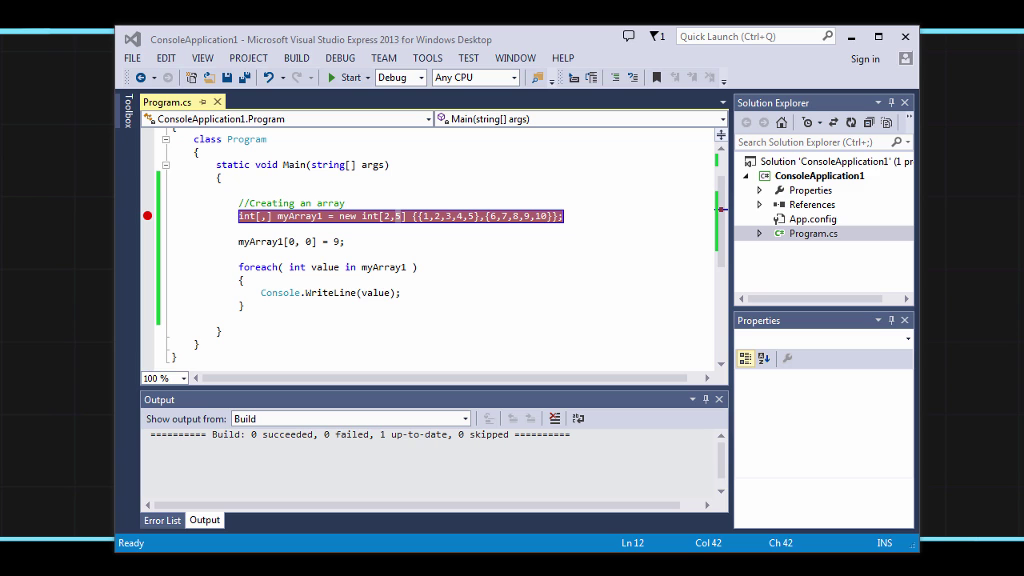 ConsoleApplication1 - Microsoft Visual Studio Express 2013 for Windows Desktop
1
Quick Launch (Ctrl+Q)
FILE EDIT VIEW PROJECT BUILD DEBUG TEAM TOOLS TEST WINDOW HELP
Sign in
Start Debug Any CPU
Toolbox
Program.cs
ConsoleApplication1.Program
Main(string[] args)
class Program
{
static void Main(string[] args)
{
//Creating an array
int[,] myArray1 = new int[2,5] {{1,2,3,4,5},{6,7,8,9,10}};
myArray1[0, 0] = 9;
foreach( int value in myArray1 )
{
Console.WriteLine(value);
}
}
}
}
100 %
Solution Explorer
Search Solution Explorer (Ctrl+;)
Solution 'ConsoleApplication1' (1 pr
ConsoleApplication1
Properties
References
App.config
Program.cs
Properties
Output
Show output from: Build
========== Build: 0 succeeded, 0 failed, 1 up-to-date, 0 skipped ==========
Error List Output
Ready Ln 12 Col 42 Ch 42 INS